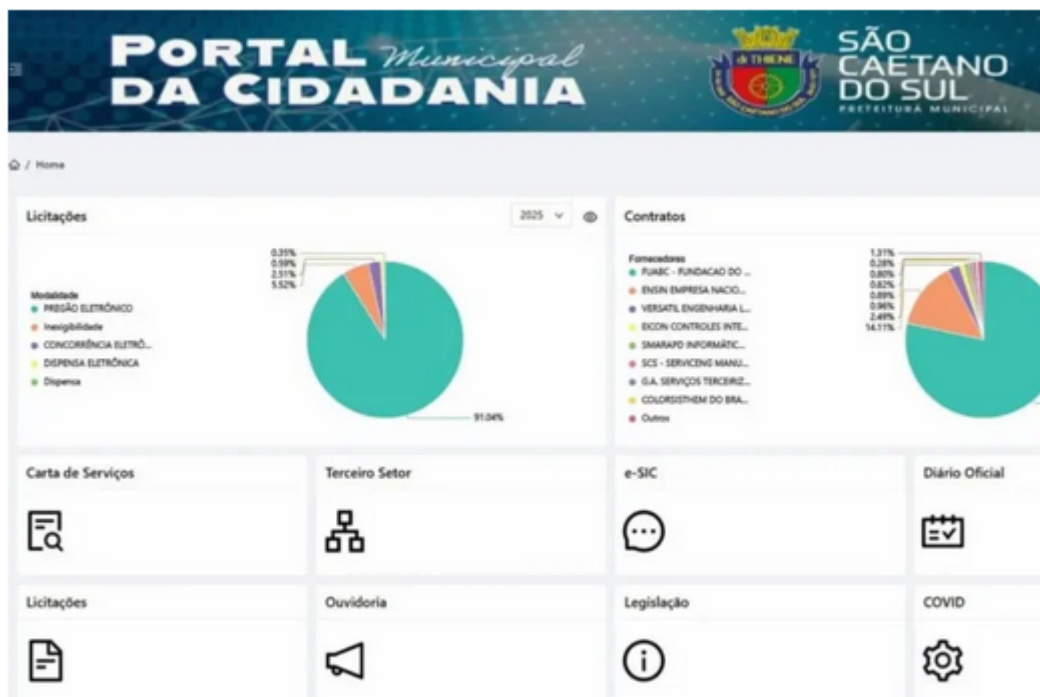 PORTAL Municipal
DA CIDADANIA
di THIENE
SÃO
CAETANO
DO SUL
PREFEITURA MUNICIPAL
/ Home
Licitações
2025
0.35%
0.59%
2.51%
5.52%
Modalidade
PREGÃO ELETRÔNICO
Inexigibilidade
CONCORRÊNCIA ELETRÔ...
DISPENSA ELETRÔNICA
Dispensa
91.04%
Contratos
Fornecedores
FUABC - FUNDACAO DO ...
ENSIN EMPRESA NACIO...
VERSATIL ENGENHARIA L...
EICON CONTROLES INTE...
SMARAPD INFORMÁTIC...
SCS - SERVICENG MANU...
G.A. SERVIÇOS TERCEIRIZ...
COLORSISTHEM DO BRA...
Outros
1.31%
0.28%
0.80%
0.82%
0.89%
0.96%
2.49%
14.11%
Carta de Serviços
Terceiro Setor
e-SIC
Diário Oficial
Licitações
Ouvidoria
Legislação
COVID